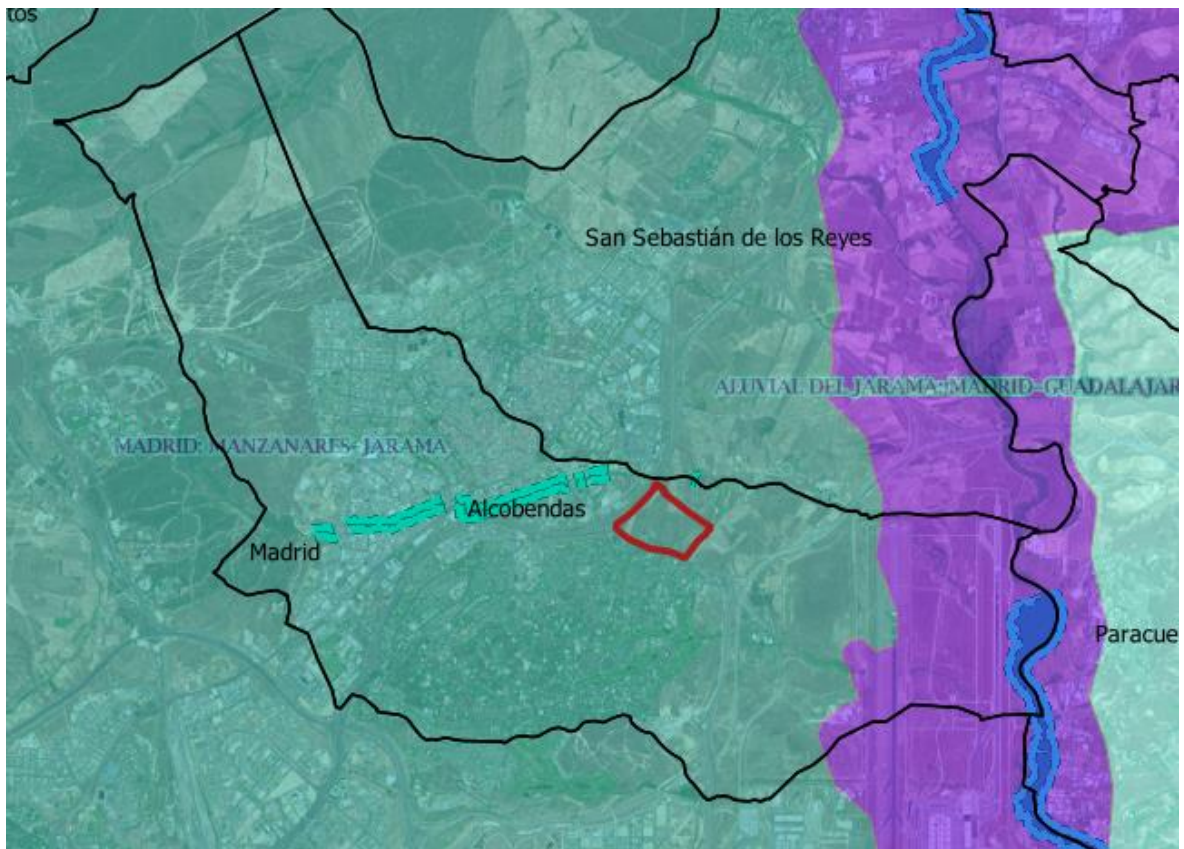 tos
San Sebastián de los Reyes
ALUVIAL DEL JARAMA: MADRID-GUADALAJAR
MADRID: MANZANARES-JARAMA
Alcobendas
Madrid
Paracue